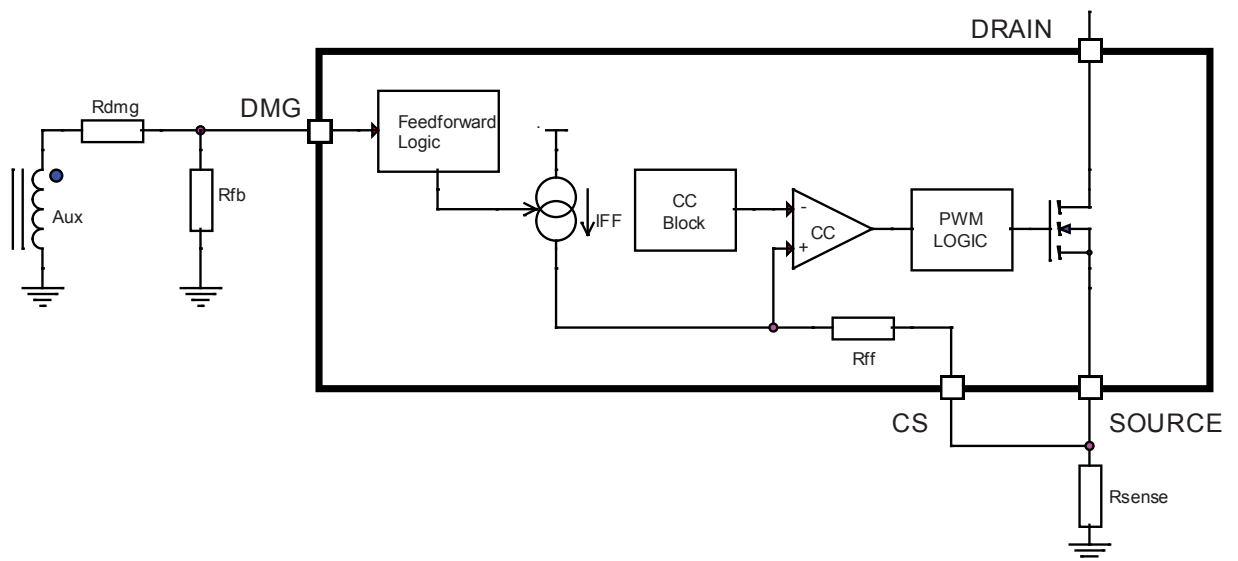 DRAIN
Rdmg
DMG
Feedforward
Logic
Rfb
Aux
IFF
CC
Block
-
+
CC
PWM
LOGIC
Rff
CS
SOURCE
Rsense